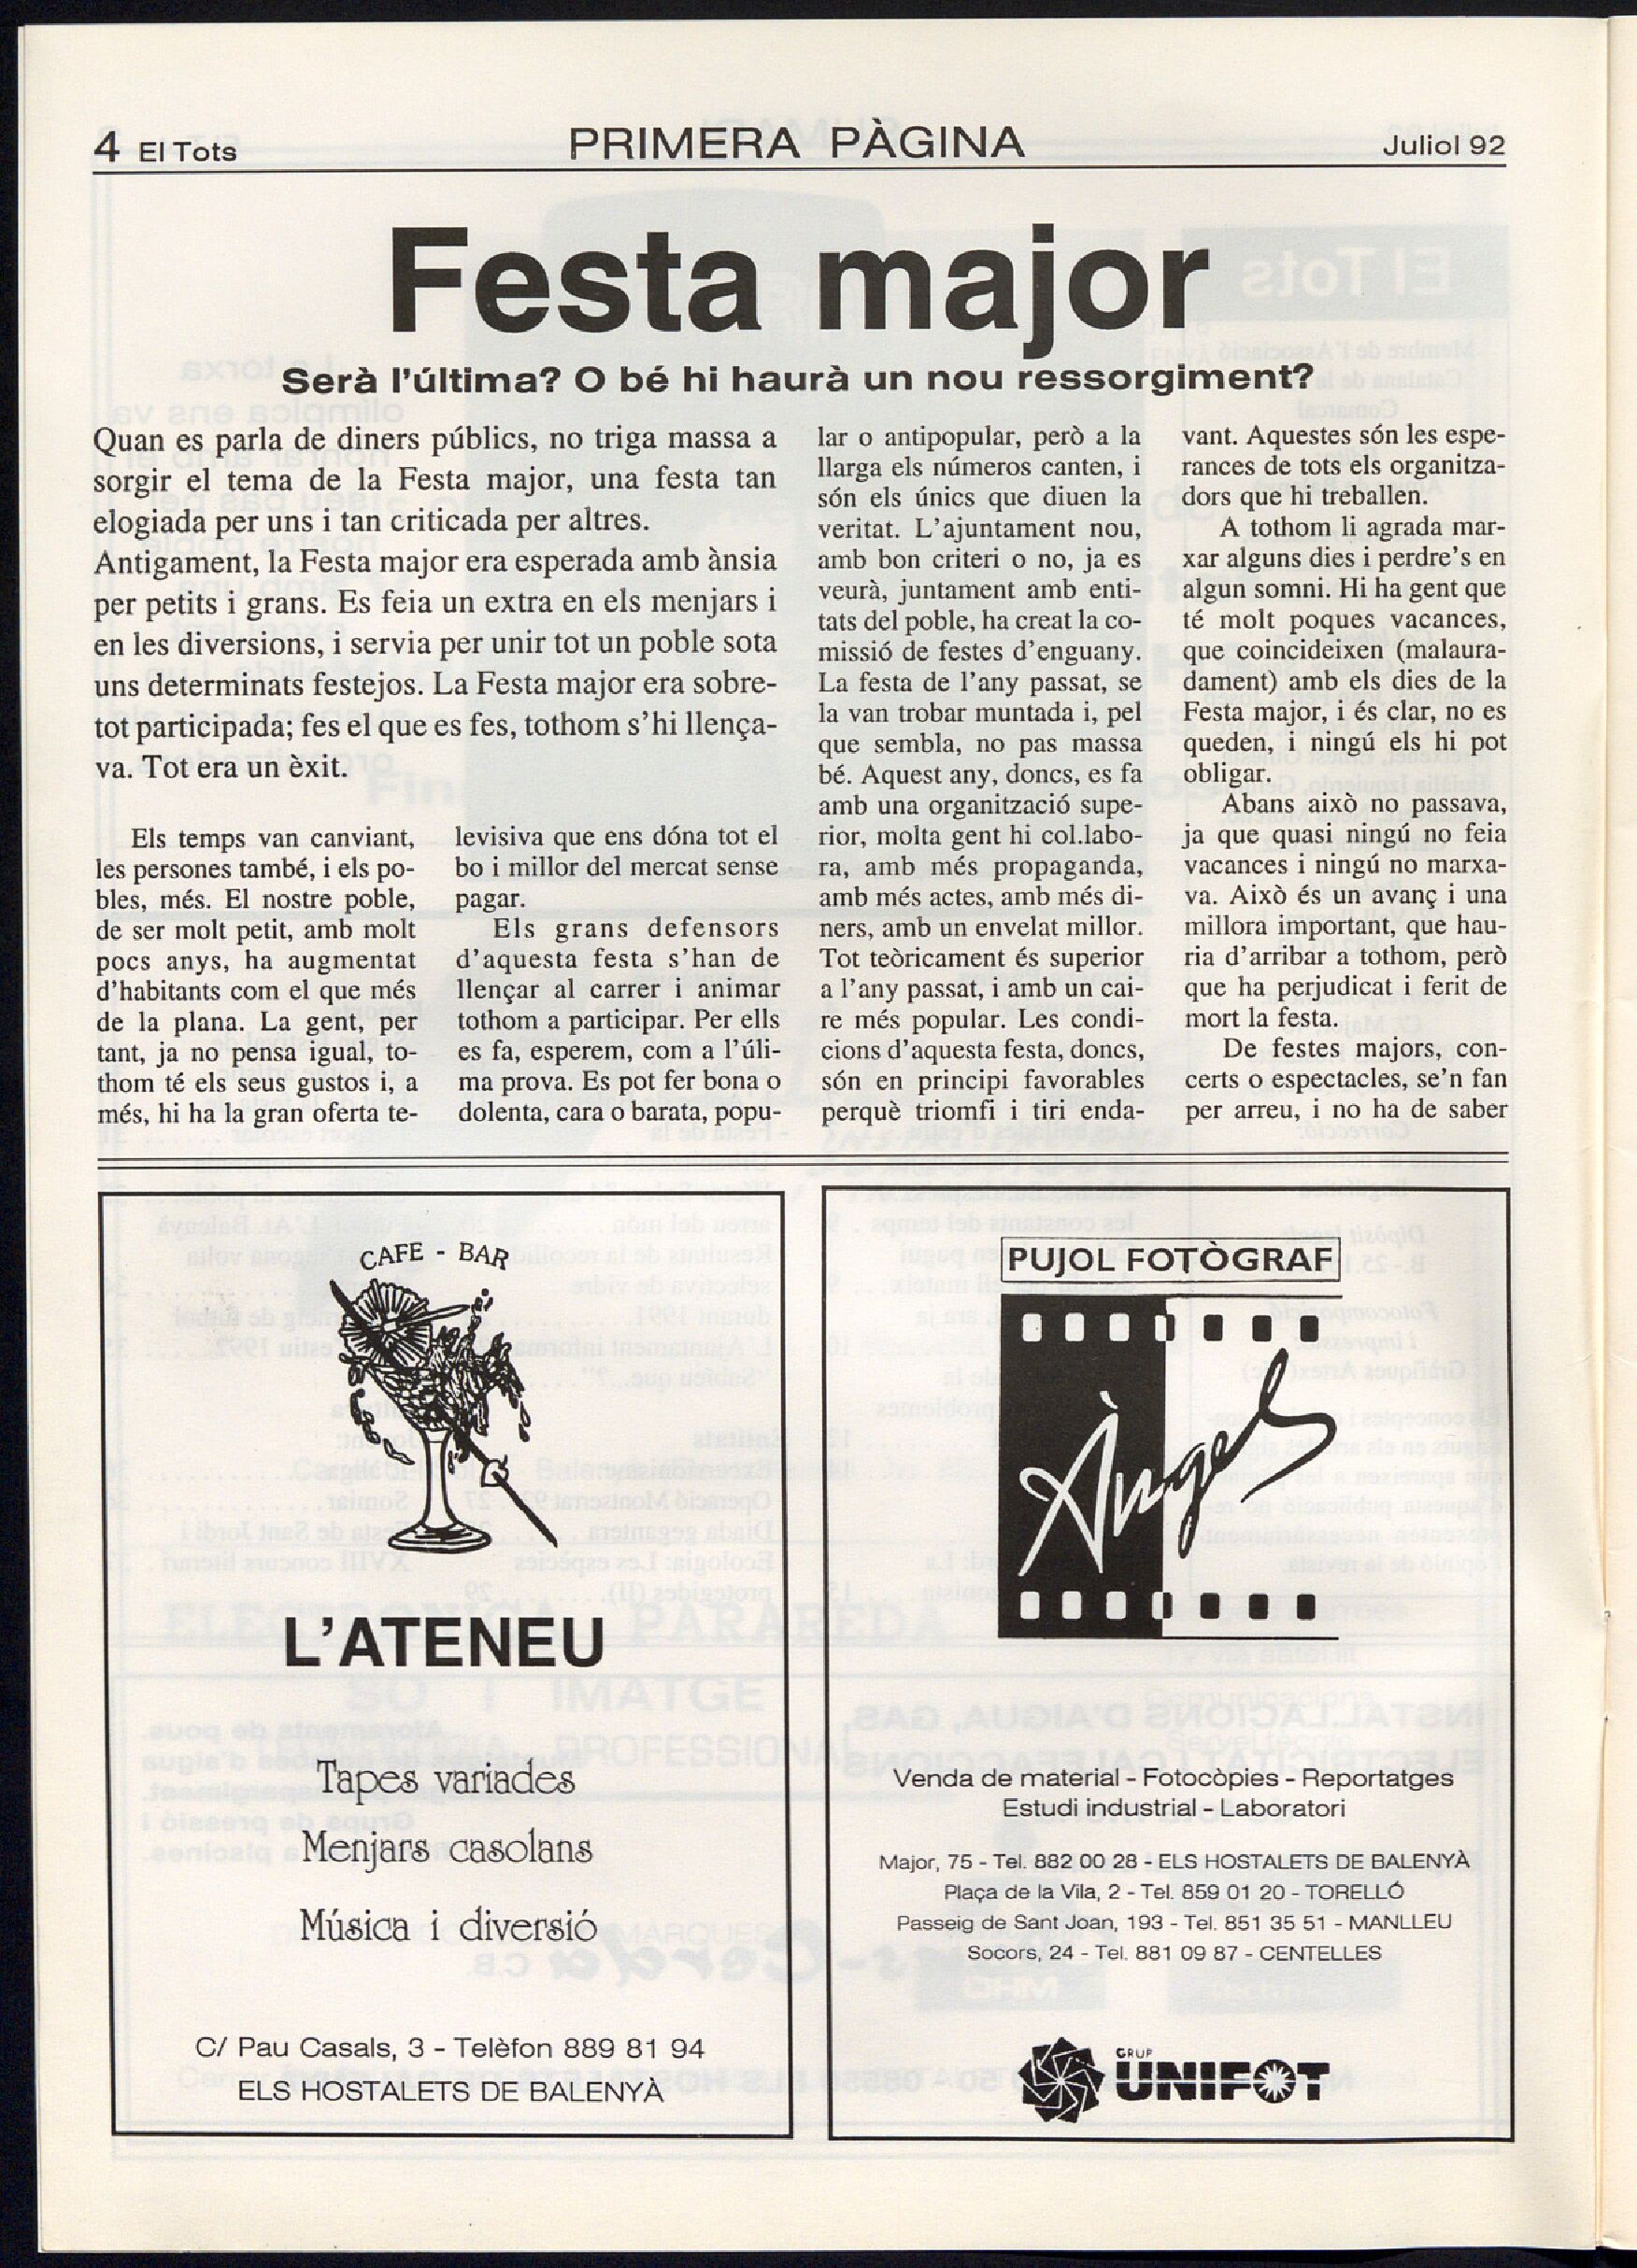 4 El Tots
PRIMERA PÀGINA
Juliol 92
Festa major
Serà l'última? O bé hi haurà un nou ressorgiment?
Quan es parla de diners públics, no triga massa a
sorgir el tema de la Festa major, una festa tan
elogiada per uns i tan criticada per altres.
Antigament, la Festa major era esperada amb ànsia
per petits i grans. Es feia un extra en els menjars i
en les diversions, i servia per unir tot un poble sota
uns determinats festejos. La Festa major era sobre-
tot participada; fes el que es fes, tothom s'hi llença-
va. Tot era un èxit.
Els temps van canviant,
les persones també, i els po-
bles, més. El nostre poble,
de ser molt petit, amb molt
pocs anys, ha augmentat
d'habitants com el que més
de la plana. La gent, per
tant, ja no pensa igual, to-
thom té els seus gustos i, a
més, hi ha la gran oferta te-
levisiva que ens dóna tot el
bo i millor del mercat sense
pagar.
Els grans defensors
d'aquesta festa s'han de
llençar al carrer i animar
tothom a participar. Per ells
es fa, esperem, com a l'úli-
ma prova. Es pot fer bona o
dolenta, cara o barata, popu-
lar o antipopular, però a la
llarga els números canten, i
són els únics que diuen la
veritat. L'ajuntament nou,
amb bon criteri o no, ja es
veurà, juntament amb enti-
tats del poble, ha creat la co-
missió de festes d'enguany.
La festa de l'any passat, se
la van trobar muntada i, pel
que sembla, no pas massa
bé. Aquest any, doncs, es fa
amb una organització supe-
rior, molta gent hi col.labo-
ra, amb més propaganda,
amb més actes, amb més di-
ners, amb un envelat millor.
Tot teòricament és superior
a l'any passat, i amb un cai-
re més popular. Les condi-
cions d'aquesta festa, doncs,
són en principi favorables
perquè triomfi i tiri enda-
vant. Aquestes són les espe-
rances de tots els organitza-
dors que hi treballen.
A tothom li agrada mar-
xar alguns dies i perdre's en
algun somni. Hi ha gent que
té molt poques vacances,
que coincideixen (malaura-
dament) amb els dies de la
Festa major, i és clar, no es
queden, i ningú els hi pot
obligar.
Abans això no passava,
ja que quasi ningú no feia
vacances i ningú no marxa-
va. Això és un avanç i una
millora important, que hau-
ria d'arribar a tothom, però
que ha perjudicat i ferit de
mort la festa.
De festes majors, con-
certs o espectacles, se'n fan
per arreu, i no ha de saber
CAFE - BAR
L'ATENEU
Tapes variades
Menjars casolans
Música i diversió
C/ Pau Casals, 3 - Telèfon 889 81 94
ELS HOSTALETS DE BALENYÀ
PUJOL FOTÒGRAF
Àngel
Venda de material - Fotocòpies - Reportatges
Estudi industrial - Laboratori
Major, 75 - Tel. 882 00 28 - ELS HOSTALETS DE BALENYÀ
Plaça de la Vila, 2 - Tel. 859 01 20 - TORELLÓ
Passeig de Sant Joan, 193 - Tel. 851 35 51 - MANLLEU
Socors, 24 - Tel. 881 09 87 - CENTELLES
GRUP
UNIFOT